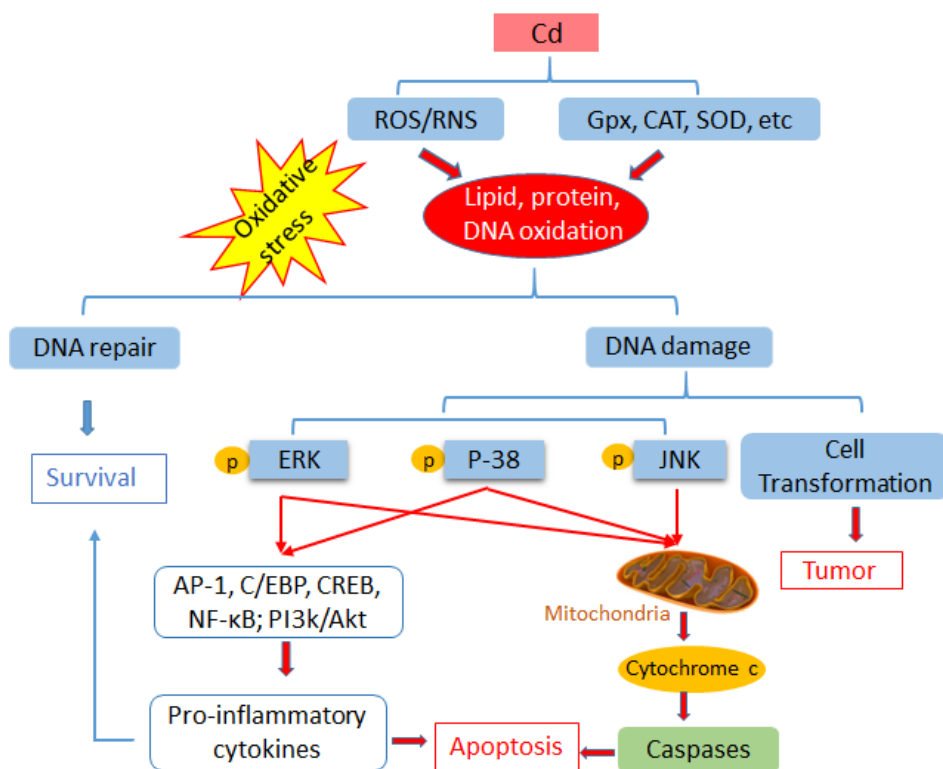 Cd
ROS/RNS
Gpx, CAT, SOD, etc
Oxidative
stress
Lipid, protein,
DNA oxidation
DNA repair
DNA damage
Survival
p
ERK
p
P-38
p
JNK
Cell
Transformation
Tumor
AP-1, C/EBP, CREB,
NF-κB; PI3k/Akt
Mitochondria
Cytochrome c
Pro-inflammatory
cytokines
Apoptosis
Caspases